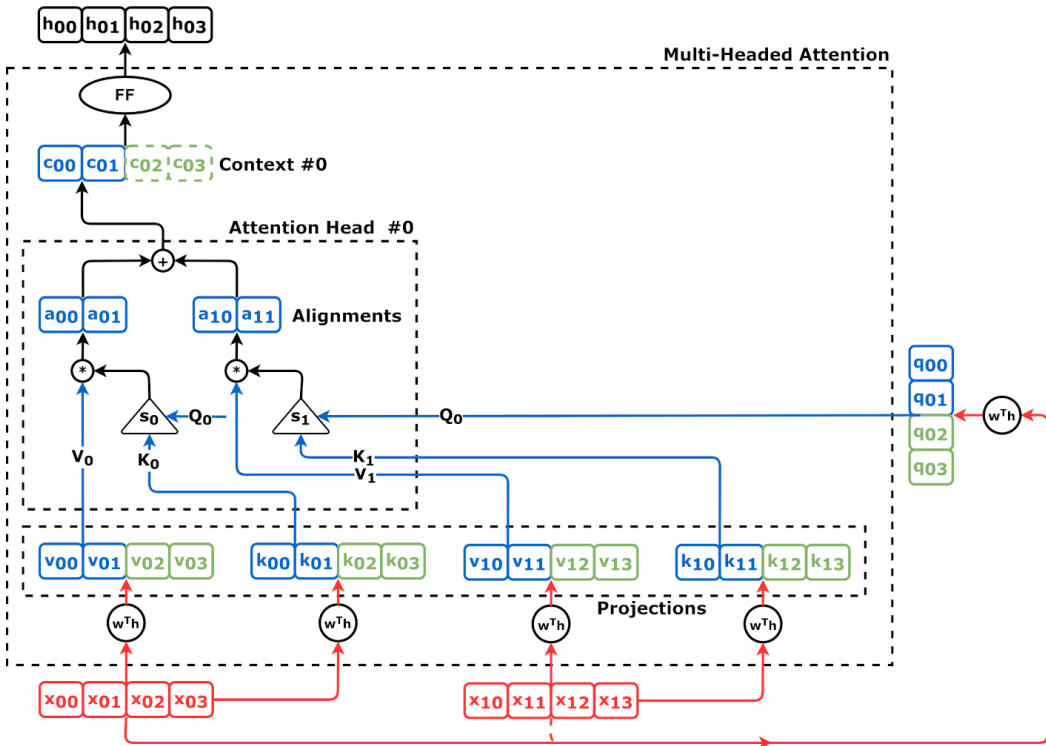 h00 h01 h02 h03
Multi-Headed Attention
FF
c00 c01 c02 c03 Context #0
Attention Head #0
+
a00 a01 a10 a11 Alignments
* *
q00
q01
q02
q03
wᵀh
s0 Q0 s1 Q0
V0 K0 K1
V1
v00 v01 v02 v03 k00 k01 k02 k03 v10 v11 v12 v13 k10 k11 k12 k13
Projections
wᵀh wᵀh wᵀh wᵀh
x00 x01 x02 x03 x10 x11 x12 x13